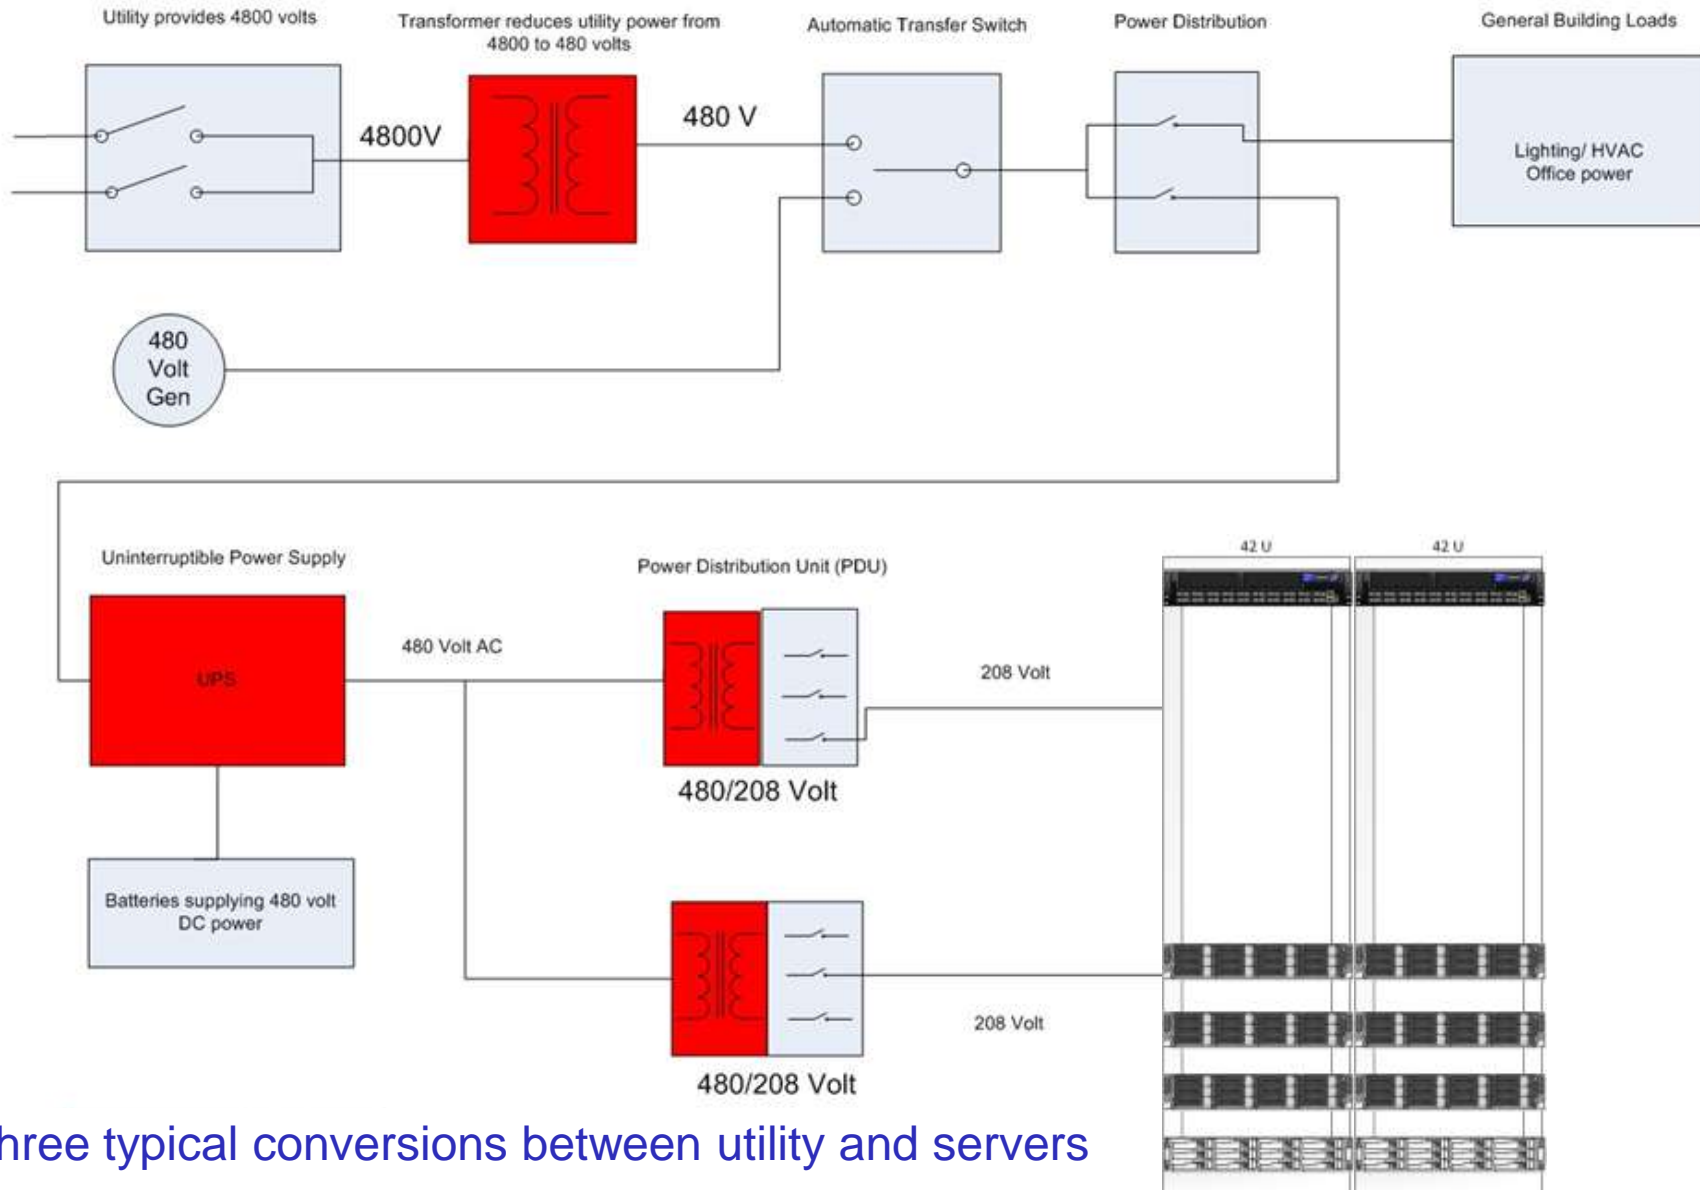 Utility provides 4800 volts
Transformer reduces utility power from
4800 to 480 volts
Automatic Transfer Switch
Power Distribution
General Building Loads
4800V
480 V
Lighting/ HVAC
Office power
480
Volt
Gen
Uninterruptible Power Supply
Power Distribution Unit (PDU)
42 U
42 U
UPS
480 Volt AC
208 Volt
480/208 Volt
Batteries supplying 480 volt
DC power
208 Volt
480/208 Volt
hree typical conversions between utility and servers